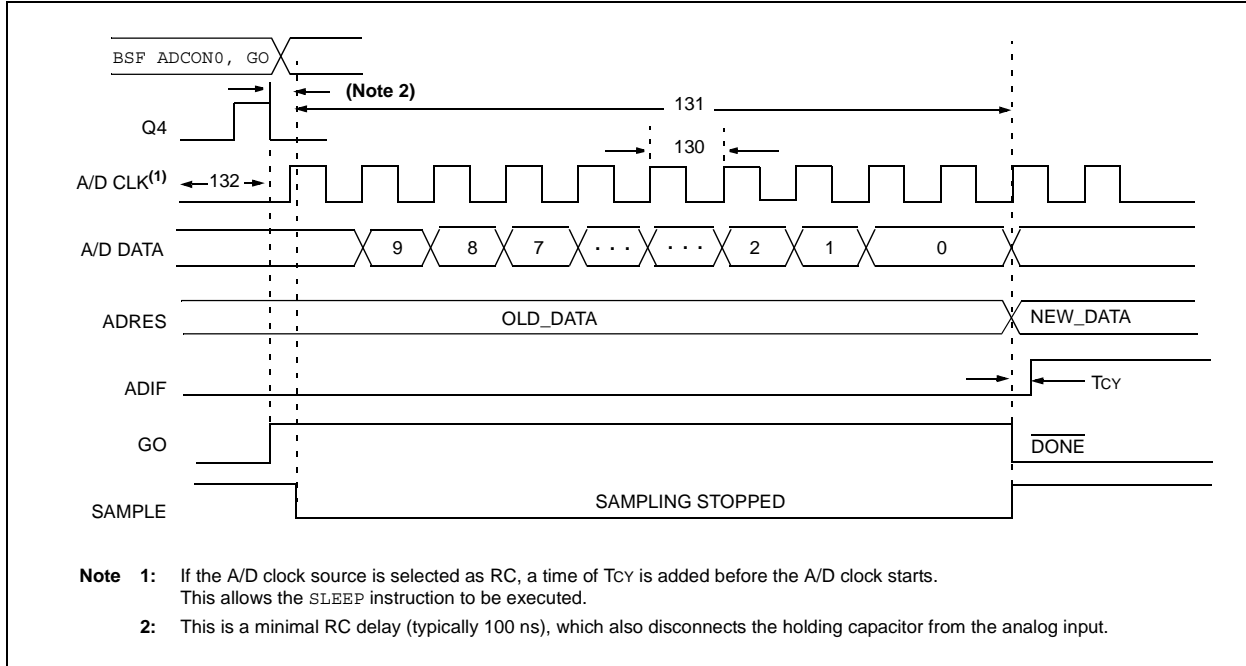 BSF ADCON0, GO
(Note 2)
131
Q4
130
A/D CLK(1)
132
A/D DATA
9 8 7 · · · · · · 2 1 0
ADRES
OLD_DATA
NEW_DATA
ADIF
TCY
GO
DONE
SAMPLE
SAMPLING STOPPED
Note 1: If the A/D clock source is selected as RC, a time of TCY is added before the A/D clock starts.
This allows the SLEEP instruction to be executed.
2: This is a minimal RC delay (typically 100 ns), which also disconnects the holding capacitor from the analog input.